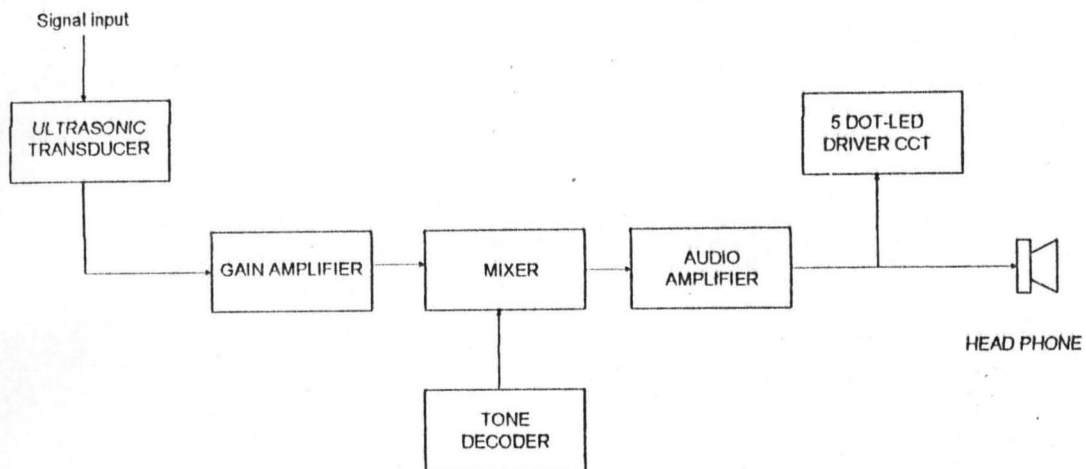 Signal input
ULTRASONIC
TRANSDUCER
5 DOT-LED
DRIVER CCT
GAIN AMPLIFIER
MIXER
AUDIO
AMPLIFIER
HEAD PHONE
TONE
DECODER